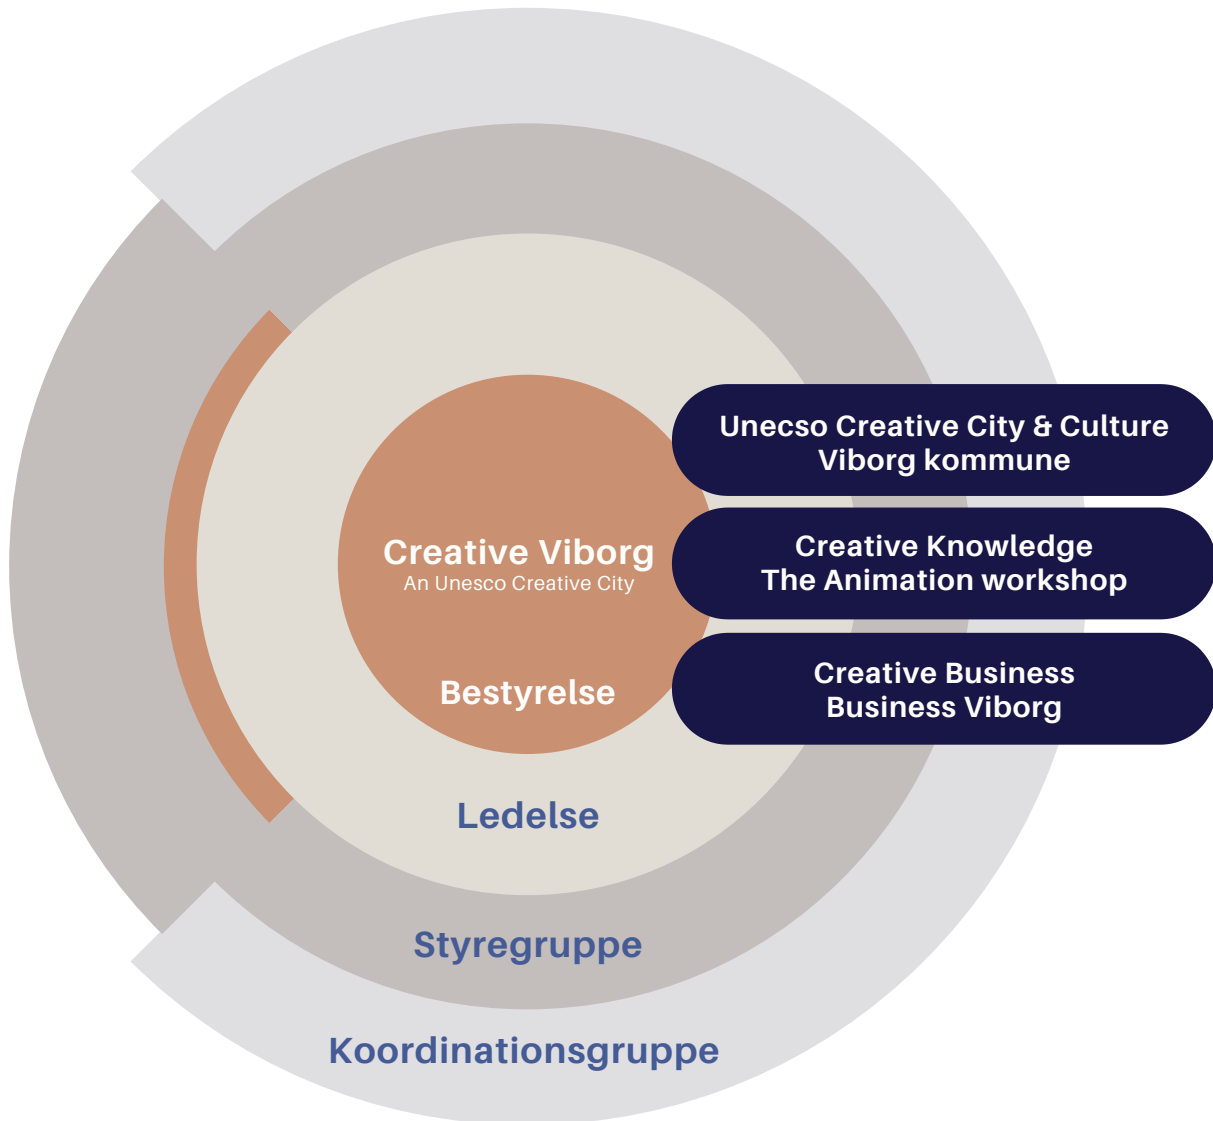 Unecso Creative City & Culture
Viborg kommune
Creative Knowledge
The Animation workshop
Creative Viborg
An Unesco Creative City
Creative Business
Business Viborg
Bestyrelse
Ledelse
Styregruppe
Koordinationsgruppe